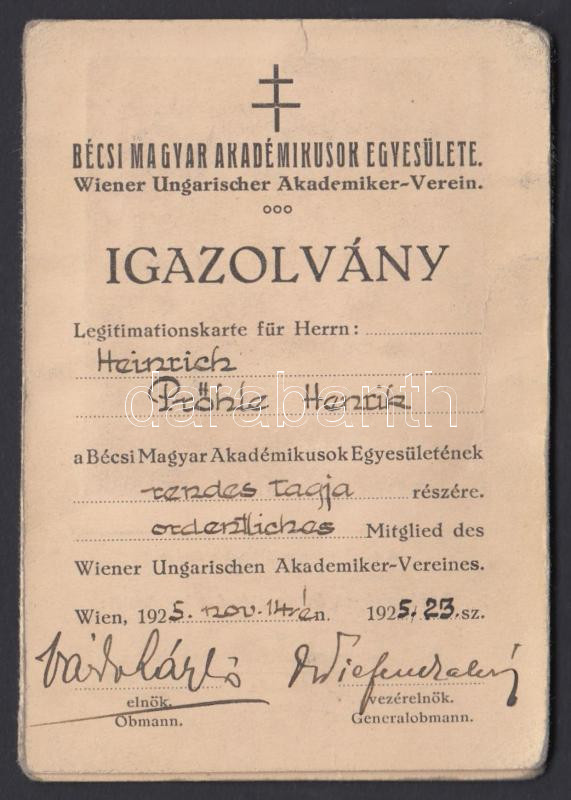 BÉCSI MAGYAR AKADÉMIKUSOK EGYESÜLETE.
Wiener Ungarischer Akademiker-Verein.
IGAZOLVÁNY
Legitimationskarte für Herrn:
Heinrich
Pröhle Henrik
darabanth
a Bécsi Magyar Akadémikusok Egyesületének
rendes tagja részére.
ordentliches Mitglied des
Wiener Ungarischen Akademiker-Vereines.
Wien, 1925. nov. 14-én. 1925/23.sz.
elnök. vezérelnök.
Obmann. Generalobmann.